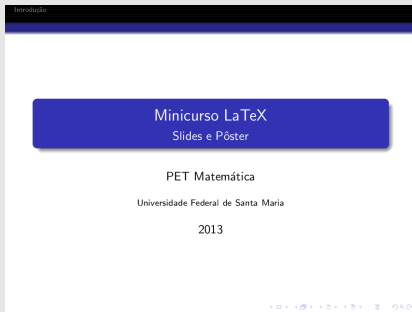 Introdução
Minicurso LaTeX
Slides e Pôster
PET Matemática
Universidade Federal de Santa Maria
2013